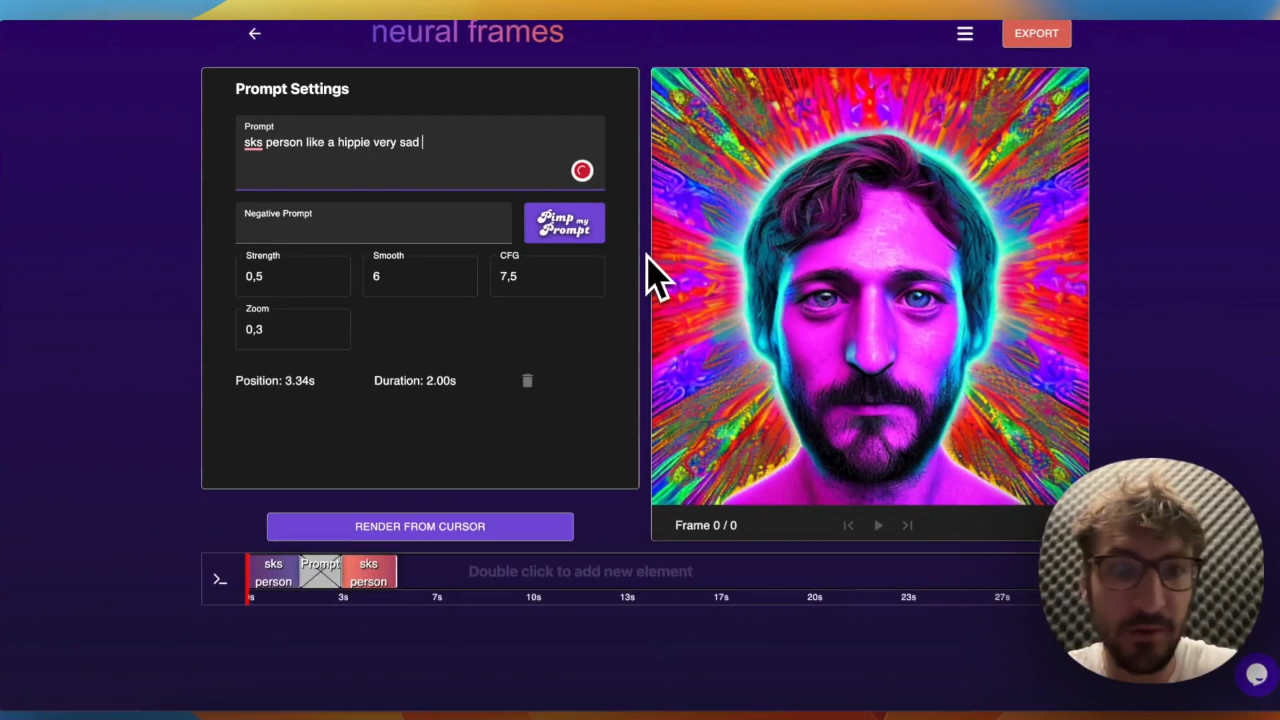 neural frames
EXPORT
Prompt Settings
Prompt
sks person like a hippie very sad
Negative Prompt
Pimp my
Prompt
Strength
Smooth
CFG
0,5
6
7,5
Zoom
0,3
Position: 3.34s
Duration: 2.00s
RENDER FROM CURSOR
Frame 0 / 0
sks
person
Prompt
sks
person
Double click to add new element
3s
7s
10s
13s
17s
20s
23s
27s